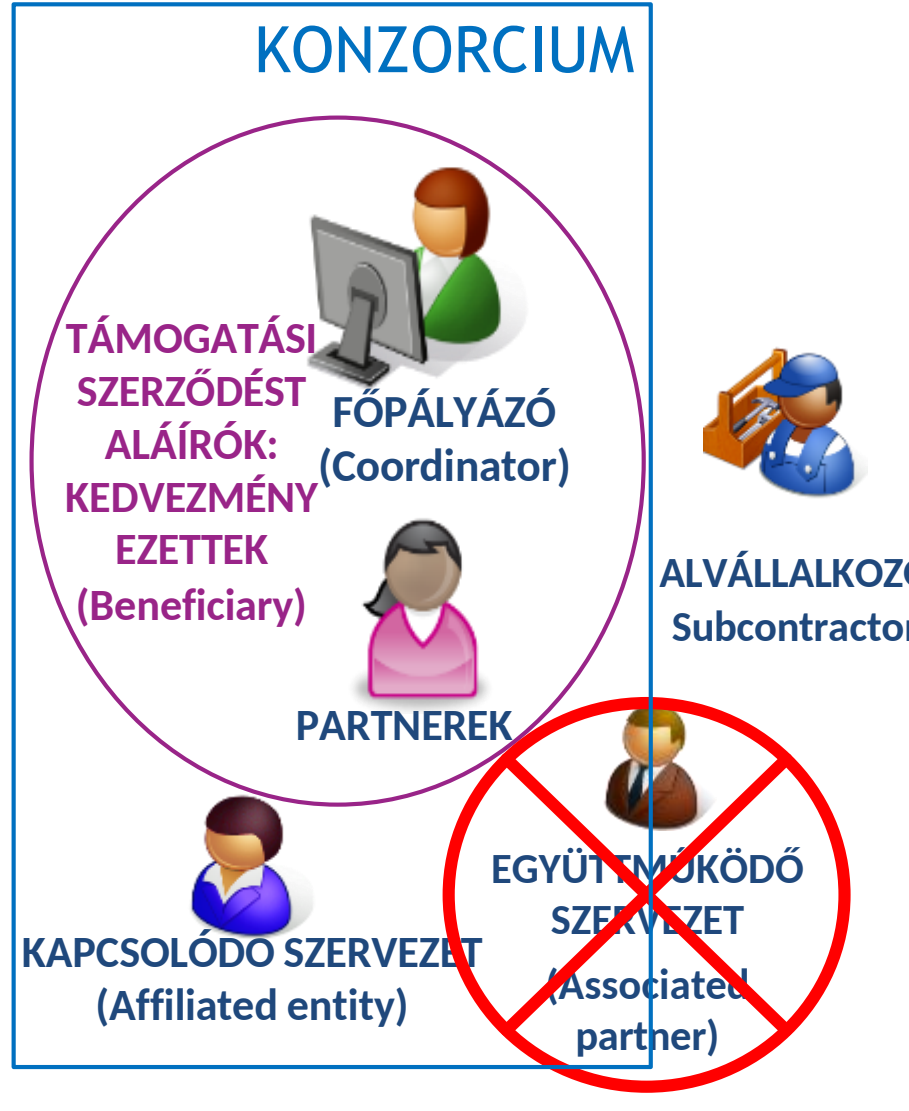 KONZORCIUM
TÁMOGATÁSI
SZERZŐDÉST
ALÁÍRÓK:
KEDVEZMÉNY
EZETTEK
(Beneficiary)
FŐPÁLYÁZÓ
(Coordinator)
PARTNEREK
ALVÁLLALKOZÓ
Subcontractor
KAPCSOLÓDO SZERVEZET
(Affiliated entity)
EGYÜTTMŰKÖDŐ
SZERVEZET
(Associated
partner)